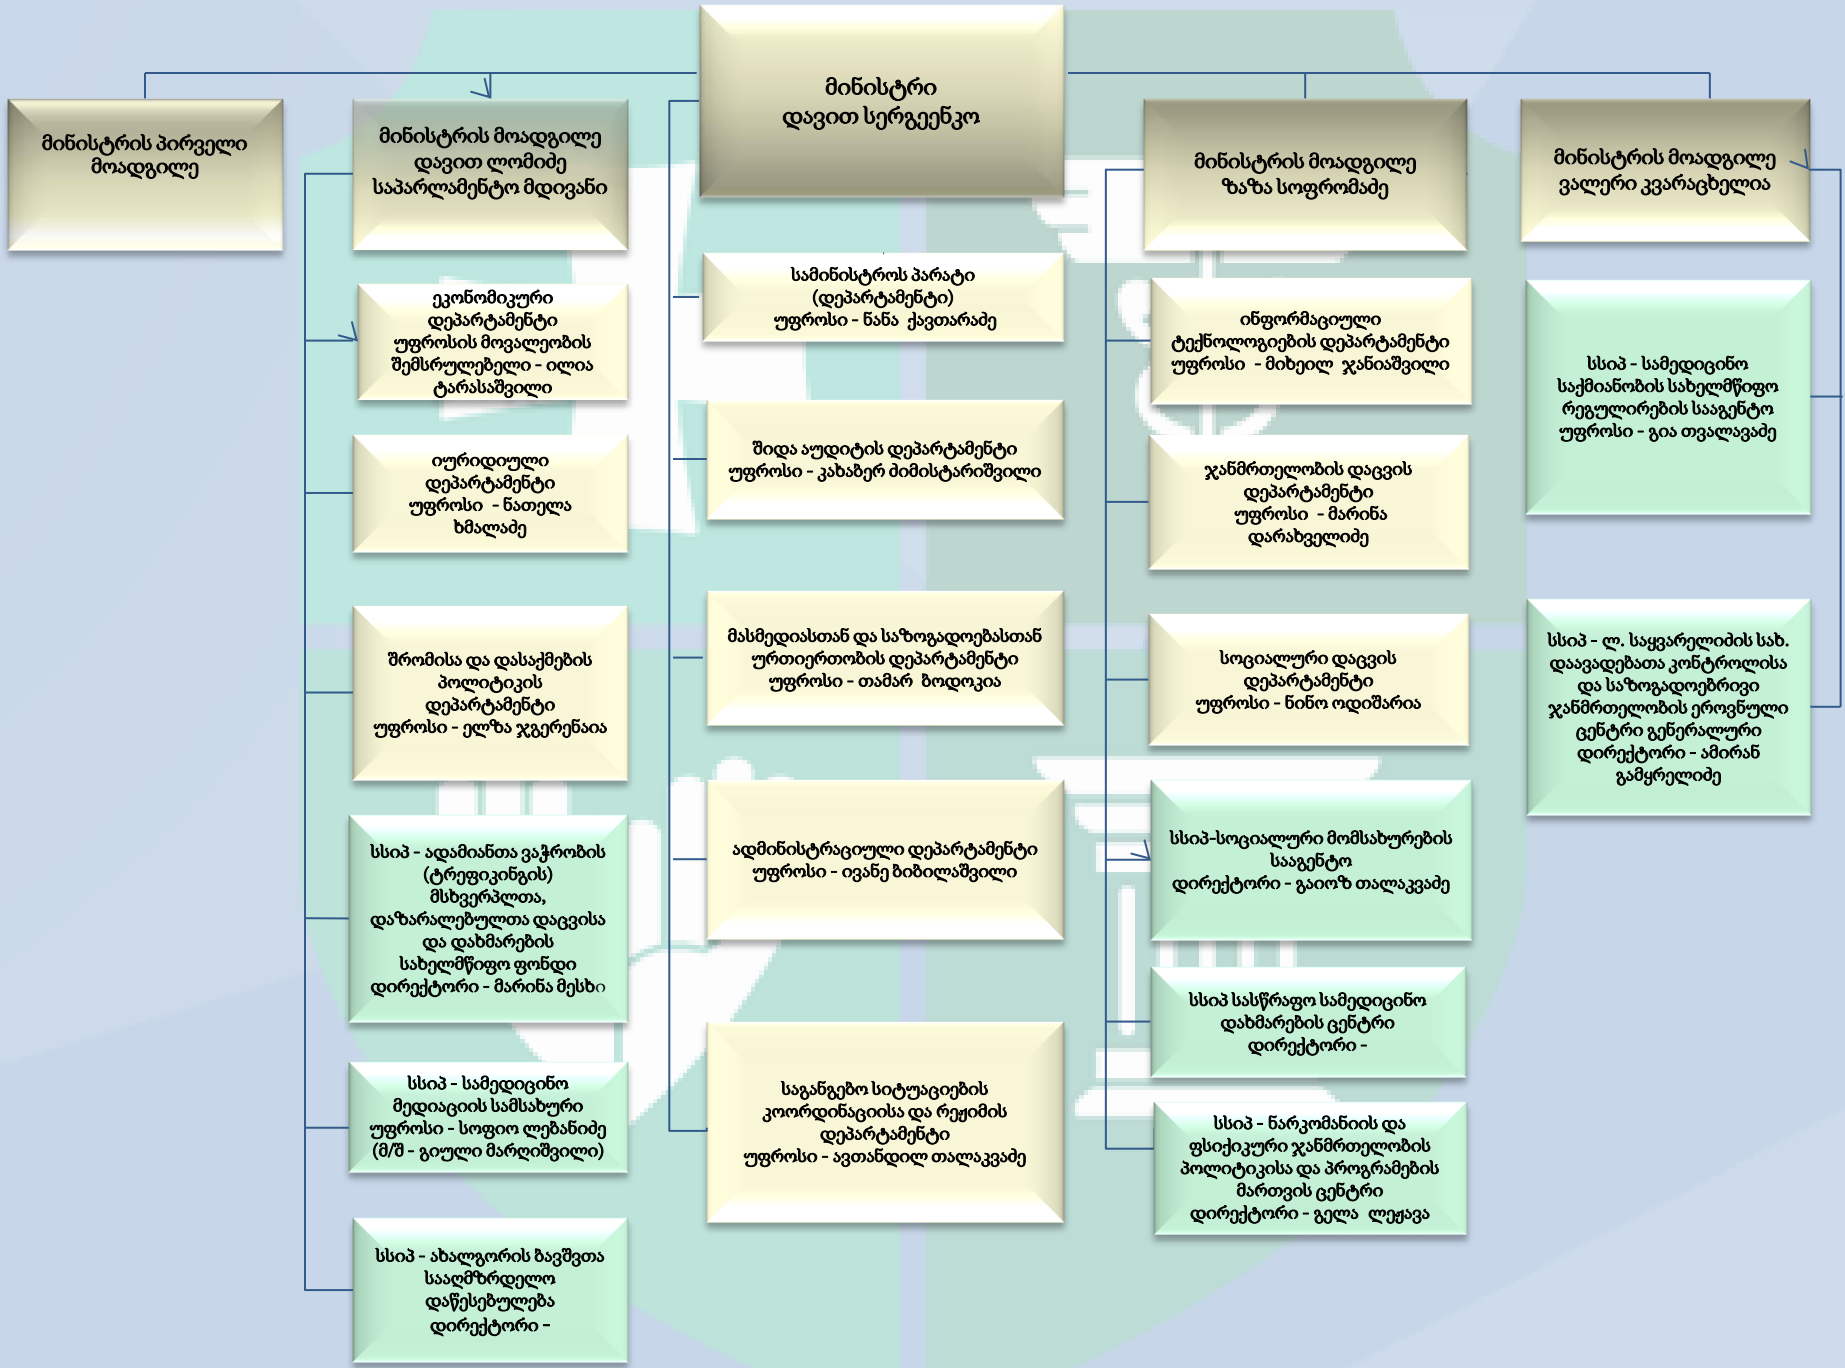 მინისტრი
დავით სერგეენკო
მინისტრის პირველი
მოადგილე
მინისტრის მოადგილე
დავით ლომიძე
საპარლამენტო მდივანი
ეკონომიკური
დეპარტამენტი
უფროსის მოვალეობის
შემსრულებელი - ილია
ტარასაშვილი
იურიდიული
დეპარტამენტი
უფროსი - ნათელა
ხმალაძე
შრომისა და დასაქმების
პოლიტიკის
დეპარტამენტი
უფროსი - ელზა ჯგერენაია
სსიპ - ადამიანთა ვაჭრობის
(ტრეფიკინგის)
მსხვერპლთა,
დაზარალებულთა დაცვისა
და დახმარების
სახელმწიფო ფონდი
დირექტორი - მარინა მესხი
სსიპ - სამედიცინო
მედიაციის სამსახური
უფროსი - სოფიო ლებანიძე
(მ/შ - გიული მარღიშვილი)
სსიპ - ახალგორის ბავშვთა
სააღმზრდელო
დაწესებულება
დირექტორი -
სამინისტროს პარატი
(დეპარტამენტი)
უფროსი - ნანა ქავთარაძე
შიდა აუდიტის დეპარტამენტი
უფროსი - კახაბერ ძიმისტარიშვილი
მასმედიასთან და საზოგადოებასთან
ურთიერთობის დეპარტამენტი
უფროსი - თამარ ბოდოკია
ადმინისტრაციული დეპარტამენტი
უფროსი - ივანე ბიბილაშვილი
საგანგებო სიტუაციების
კოორდინაციისა და რეჟიმის
დეპარტამენტი
უფროსი - ავთანდილ თალაკვაძე
მინისტრის მოადგილე
ზაზა სოფრომაძე
ინფორმაციული
ტექნოლოგიების დეპარტამენტი
უფროსი - მიხეილ ჯანიაშვილი
ჯანმრთელობის დაცვის
დეპარტამენტი
უფროსი - მარინა
დარახველიძე
სოციალური დაცვის
დეპარტამენტი
უფროსი - ნინო ოდიშარია
სსიპ-სოციალური მომსახურების
სააგენტო
დირექტორი - გაიოზ თალაკვაძე
სსიპ სასწრაფო სამედიცინო
დახმარების ცენტრი
დირექტორი -
სსიპ - ნარკომანიის და
ფსიქიკური ჯანმრთელობის
პოლიტიკისა და პროგრამების
მართვის ცენტრი
დირექტორი - გელა ლეჟავა
მინისტრის მოადგილე
ვალერი კვარაცხელია
სსიპ - სამედიცინო
საქმიანობის სახელმწიფო
რეგულირების სააგენტო
უფროსი - გია თვალავაძე
სსიპ - ლ. საყვარელიძის სახ.
დაავადებათა კონტროლისა
და საზოგადოებრივი
ჯანმრთელობის ეროვნული
ცენტრი გენერალური
დირექტორი - ამირან
გამყრელიძე